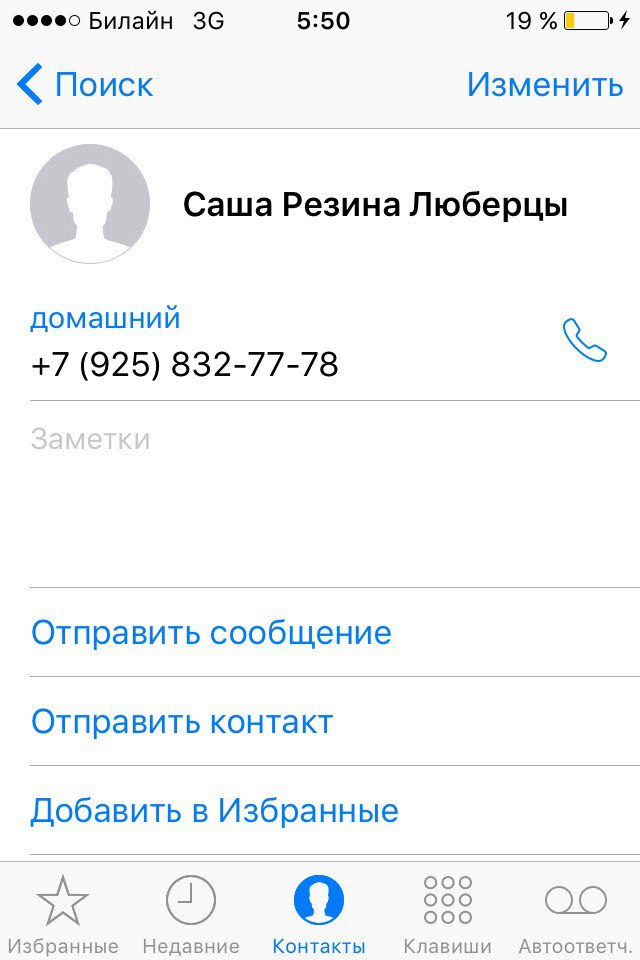 Билайн 3G 5:50 19 %
Поиск Изменить
Саша Резина Люберцы
домашний
+7 (925) 832-77-78
Заметки
Отправить сообщение
Отправить контакт
Добавить в Избранные
Избранные Недавние Контакты Клавиши Автоответч.